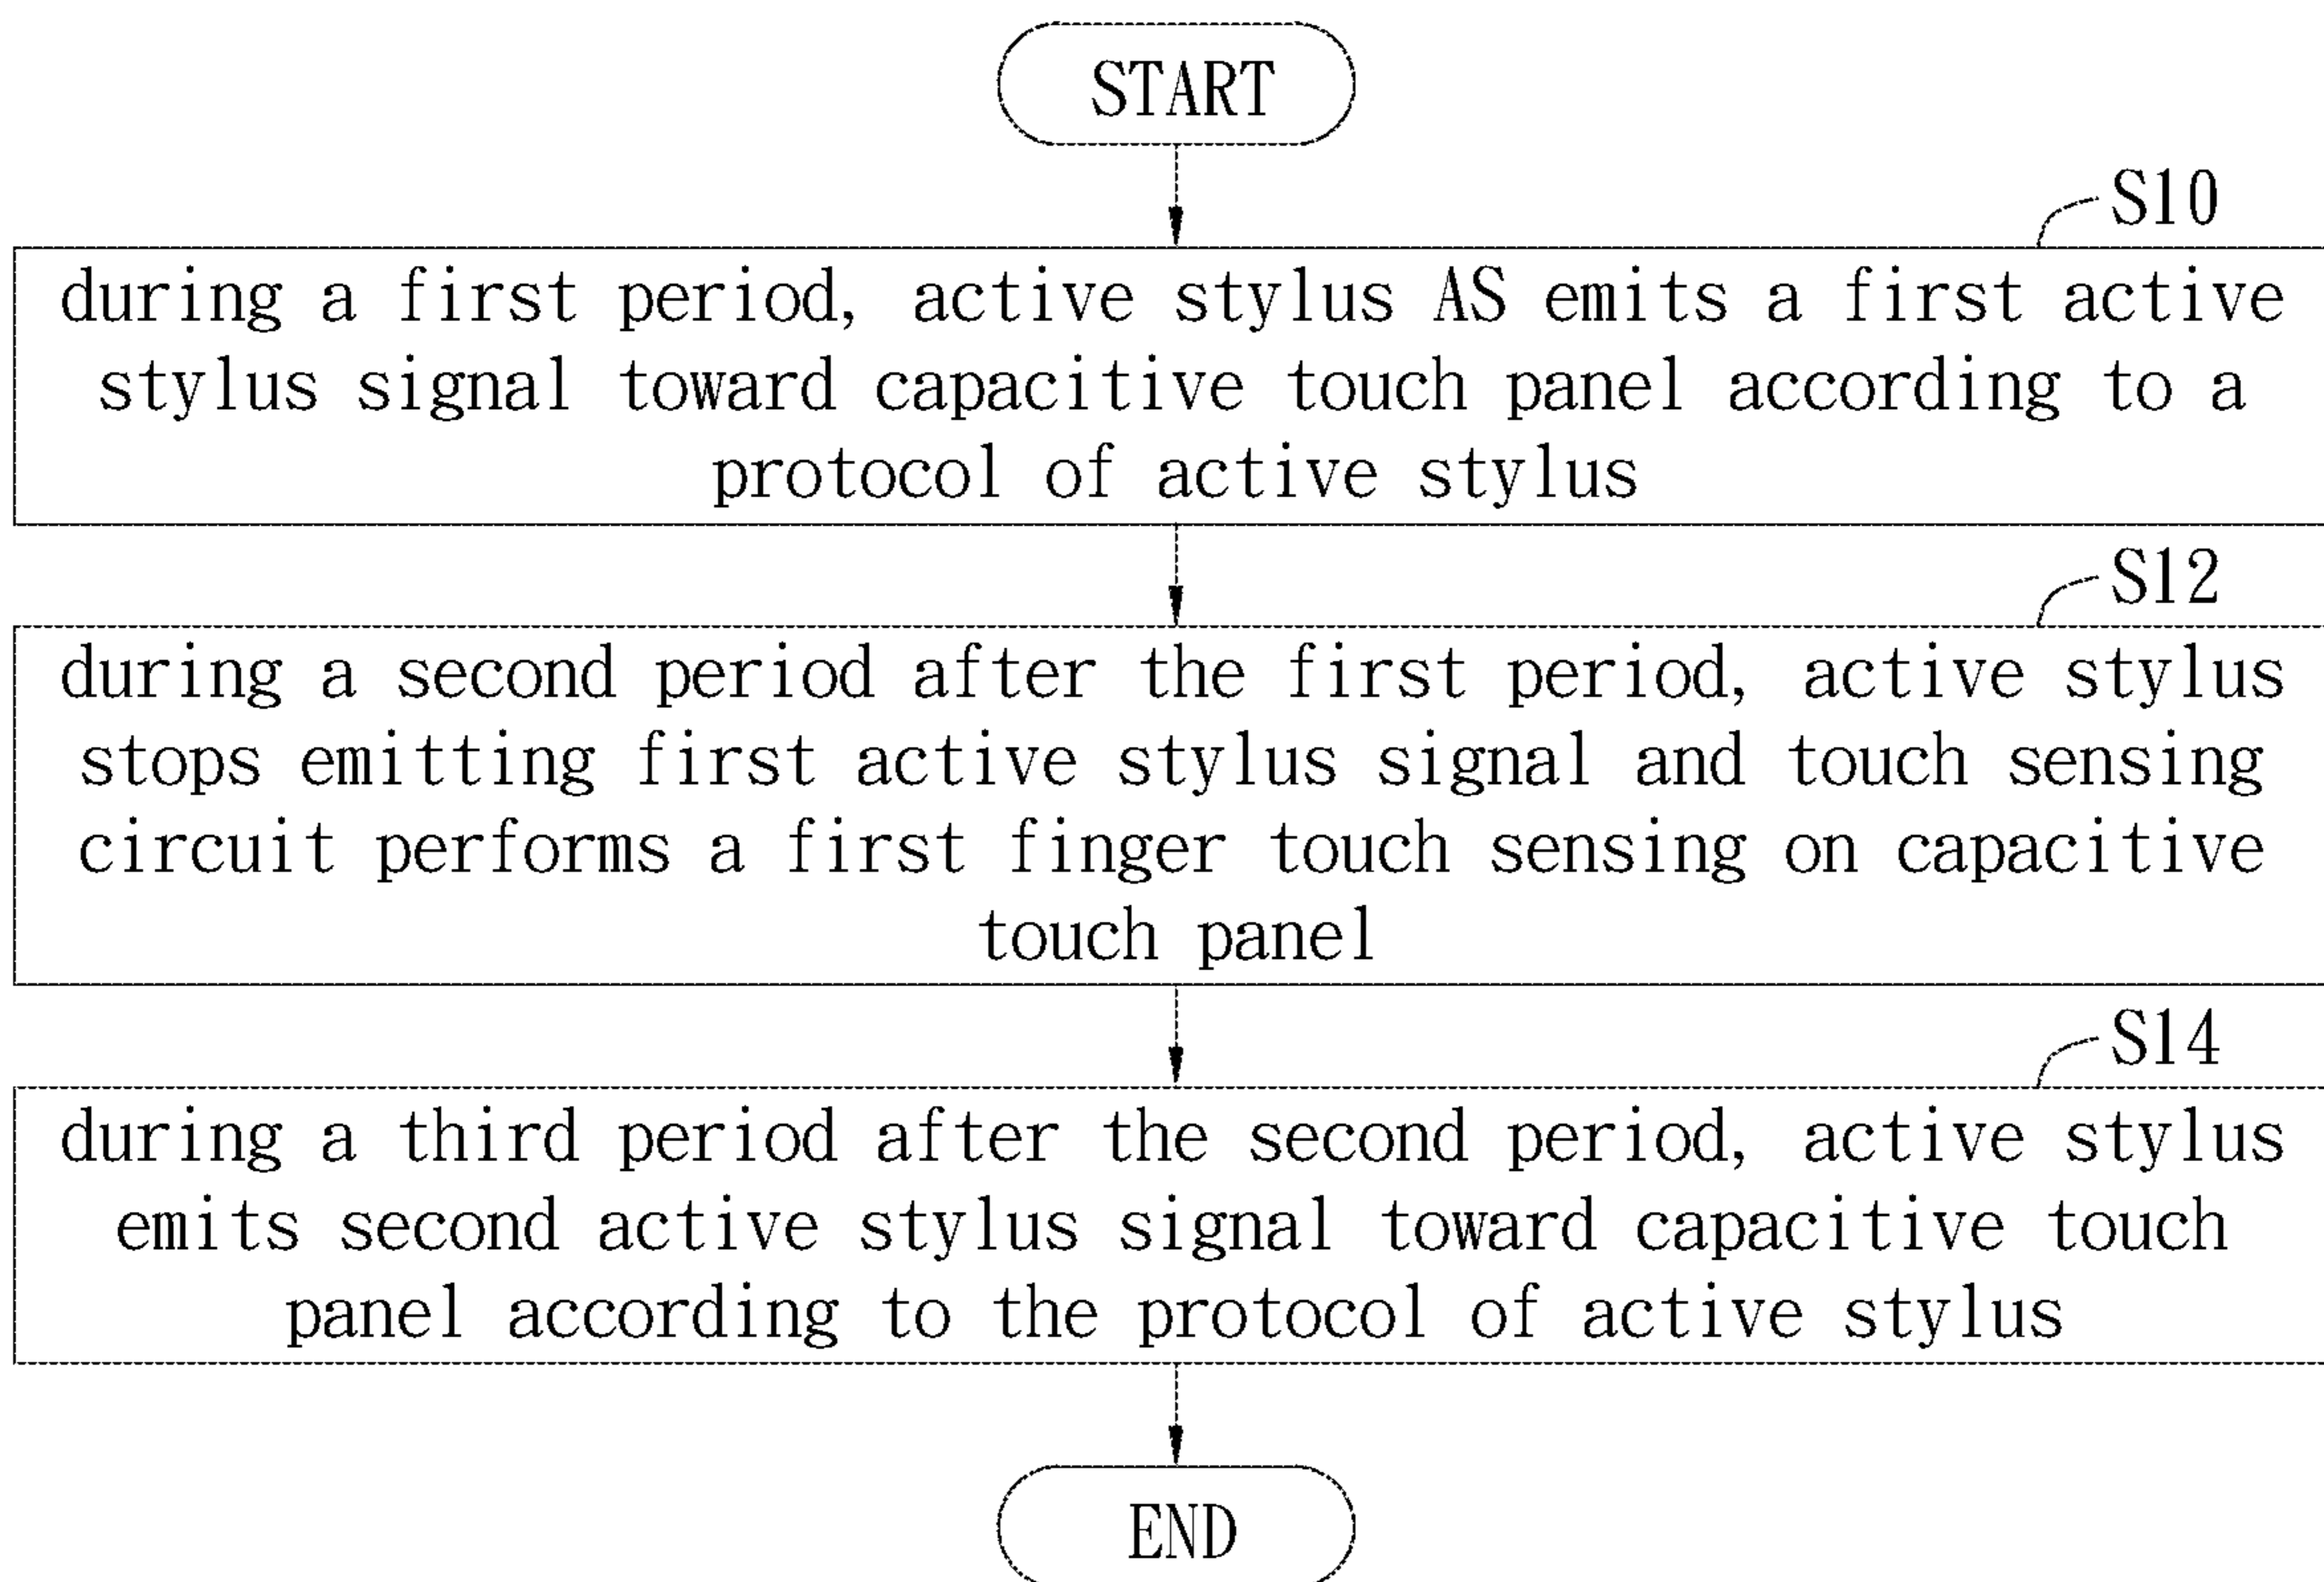 START
S10
during a first period, active stylus AS emits a first active
stylus signal toward capacitive touch panel according to a
protocol of active stylus
S12
during a second period after the first period, active stylus
stops emitting first active stylus signal and touch sensing
circuit performs a first finger touch sensing on capacitive
touch panel
S14
during a third period after the second period, active stylus
emits second active stylus signal toward capacitive touch
panel according to the protocol of active stylus
END